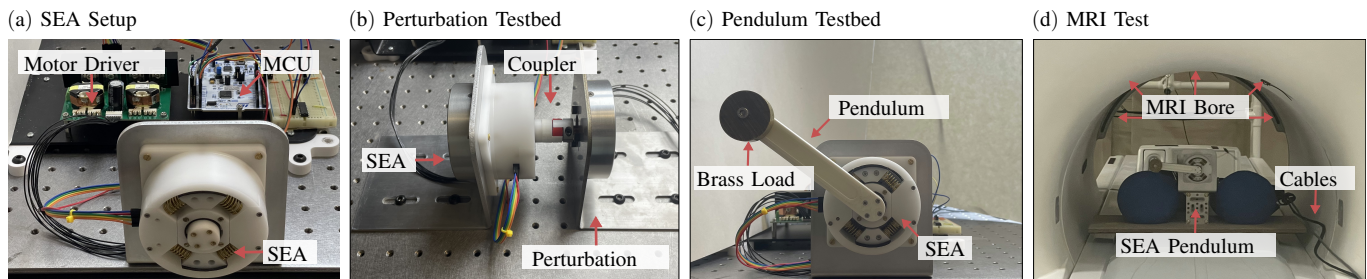 (a) SEA Setup
Motor Driver
MCU
SEA
(b) Perturbation Testbed
Coupler
SEA
Perturbation
(c) Pendulum Testbed
Pendulum
Brass Load
SEA
(d) MRI Test
MRI Bore
Cables
SEA Pendulum